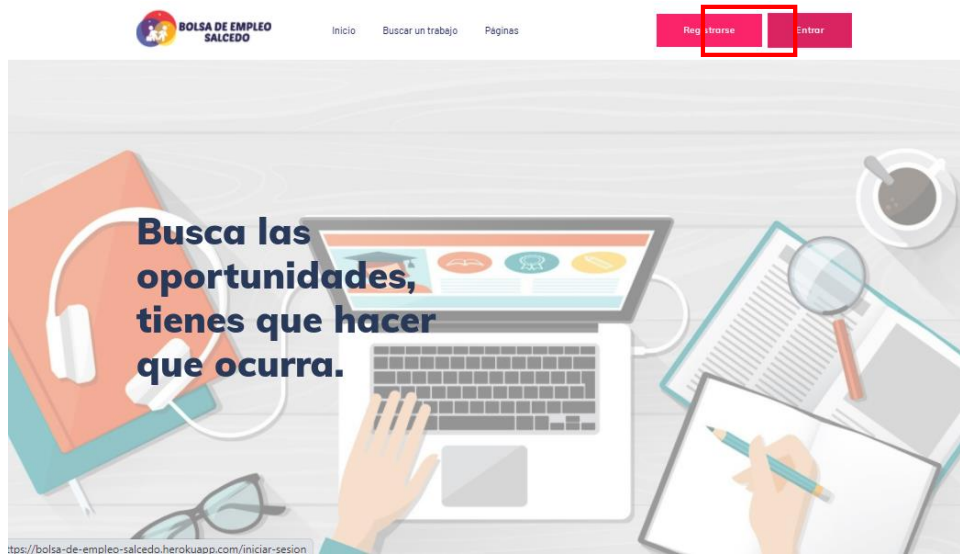 BOLSA DE EMPLEO
SALCEDO
Inicio Buscar un trabajo Páginas Registrarse Entrar
Busca las
oportunidades,
tienes que hacer
que ocurra.
ttps://bolsa-de-empleo-salcedo.herokuapp.com/iniciar-sesion